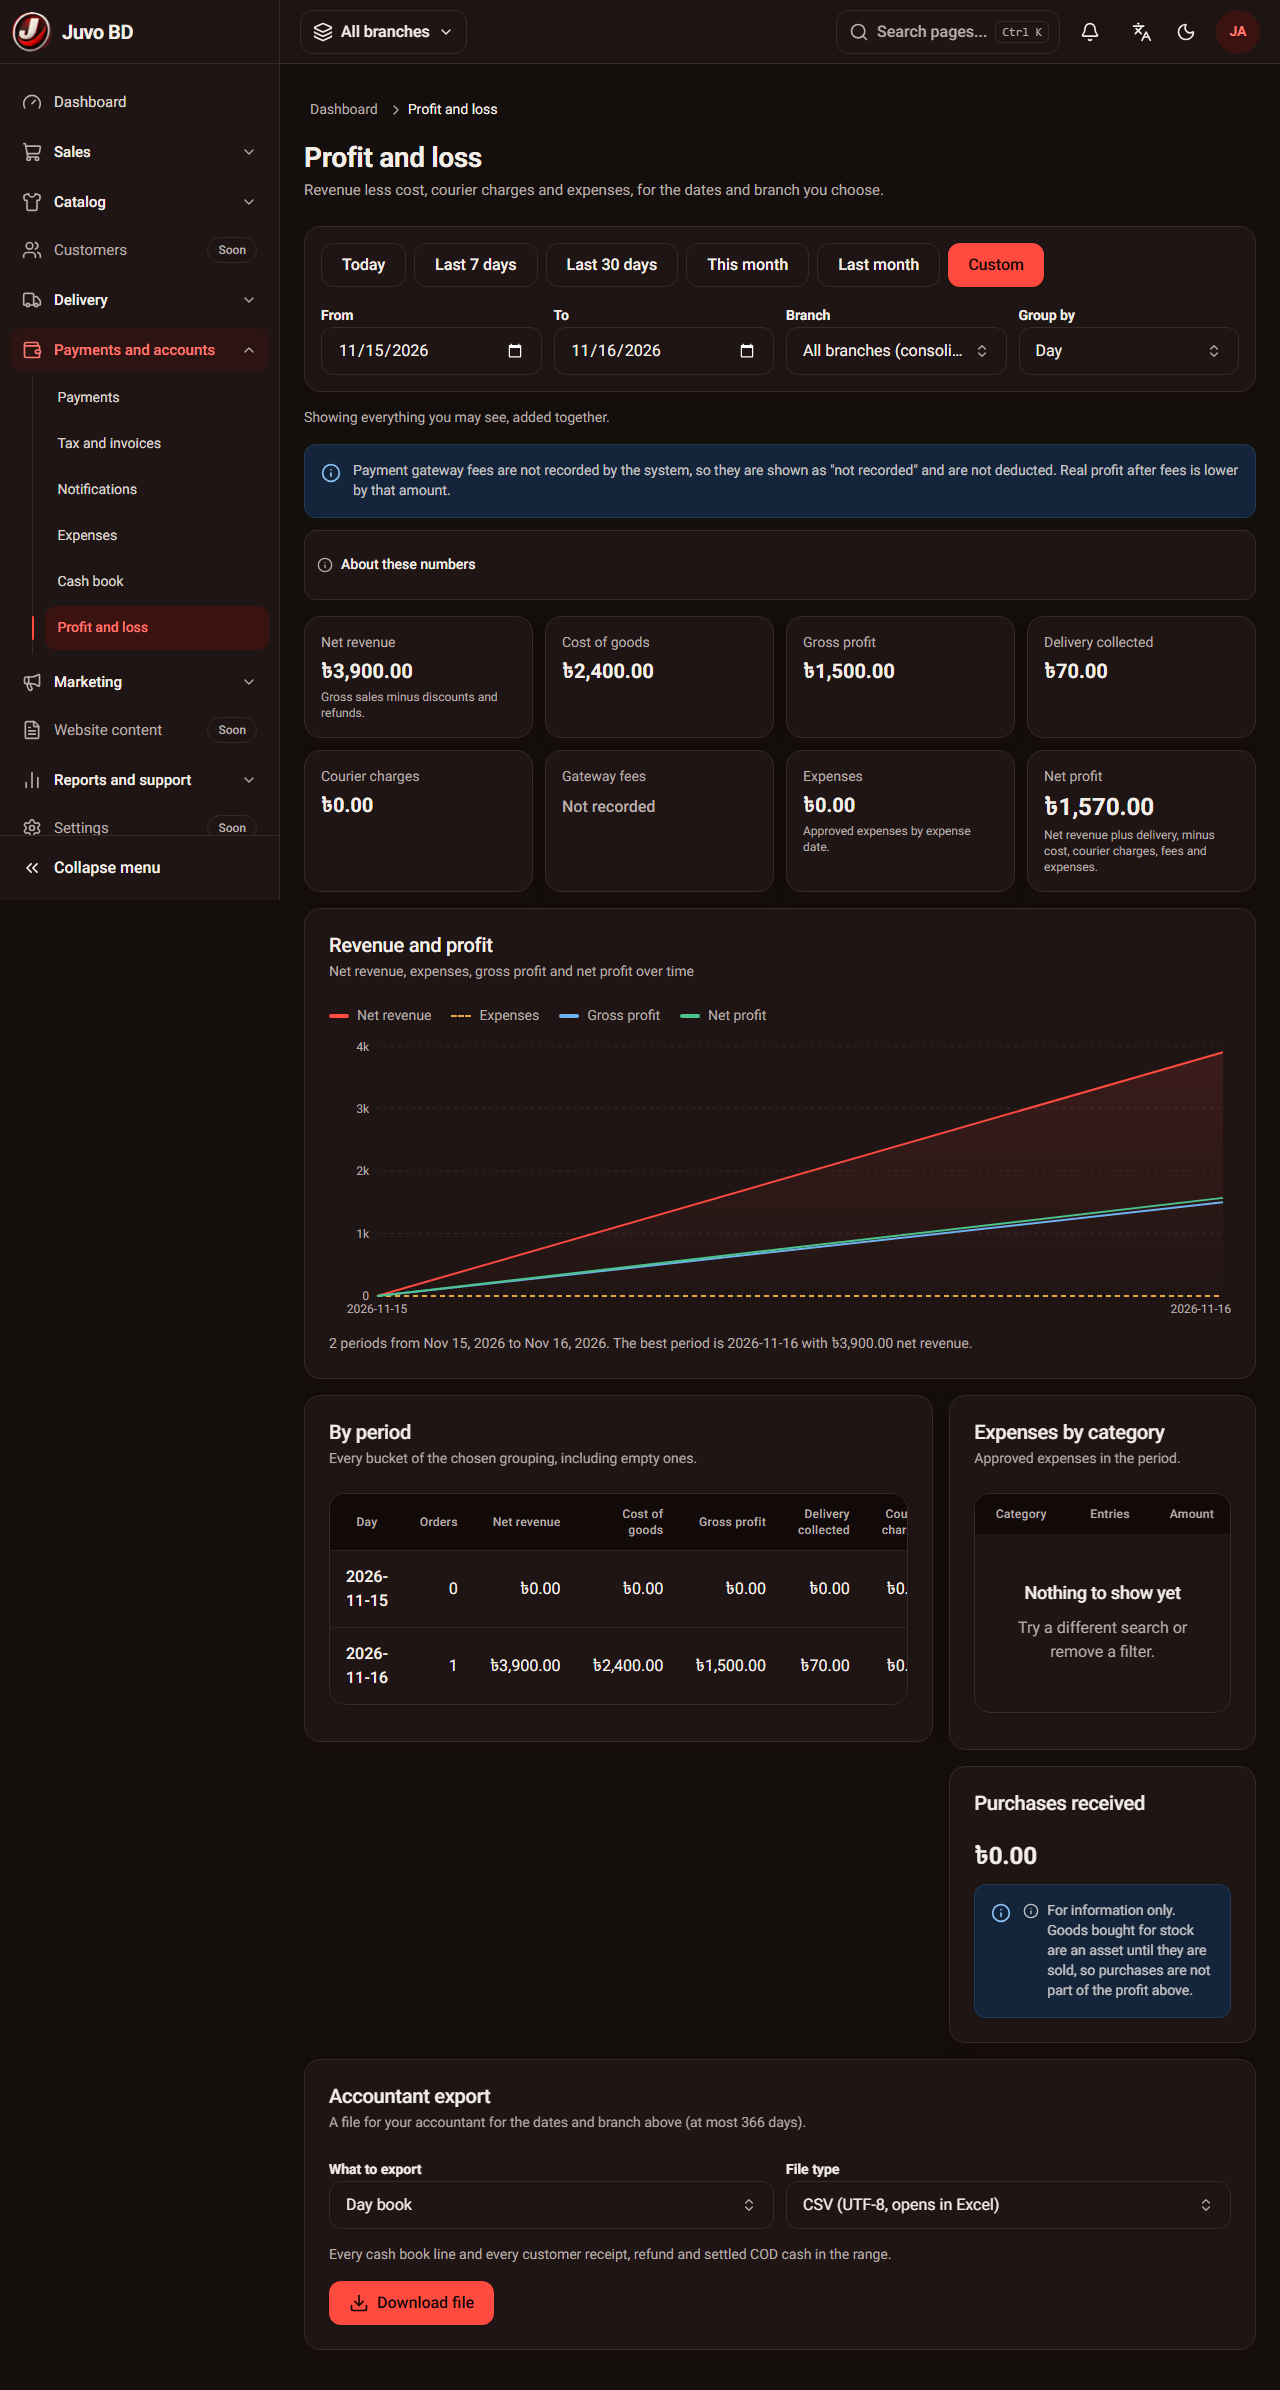 Juvo BD
All branches
Search pages... Ctrl K
JA
Dashboard
Sales
Catalog
Customers Soon
Delivery
Payments and accounts
Payments
Tax and invoices
Notifications
Expenses
Cash book
Profit and loss
Marketing
Website content Soon
Reports and support
Settings Soon
Collapse menu
Dashboard > Profit and loss
Profit and loss
Revenue less cost, courier charges and expenses, for the dates and branch you choose.
Today Last 7 days Last 30 days This month Last month Custom
From To Branch Group by
11/15/2026 11/16/2026 All branches (consoli... Day
Showing everything you may see, added together.
Payment gateway fees are not recorded by the system, so they are shown as "not recorded" and are not deducted. Real profit after fees is lower
by that amount.
About these numbers
Net revenue
৳3,900.00
Gross sales minus discounts and
refunds.
Cost of goods
৳2,400.00
Gross profit
৳1,500.00
Delivery collected
৳70.00
Courier charges
৳0.00
Gateway fees
Not recorded
Expenses
৳0.00
Approved expenses by expense
date.
Net profit
৳1,570.00
Net revenue plus delivery, minus
cost, courier charges, fees and
expenses.
Revenue and profit
Net revenue, expenses, gross profit and net profit over time
Net revenue Expenses Gross profit Net profit
4k
3k
2k
1k
0
2026-11-15 2026-11-16
2 periods from Nov 15, 2026 to Nov 16, 2026. The best period is 2026-11-16 with ৳3,900.00 net revenue.
By period
Every bucket of the chosen grouping, including empty ones.
Day Orders Net revenue Cost of goods Gross profit Delivery collected Cou char
2026-11-15 0 ৳0.00 ৳0.00 ৳0.00 ৳0.00 ৳0.
2026-11-16 1 ৳3,900.00 ৳2,400.00 ৳1,500.00 ৳70.00 ৳0.
Expenses by category
Approved expenses in the period.
Category Entries Amount
Nothing to show yet
Try a different search or
remove a filter.
Purchases received
৳0.00
For information only.
Goods bought for stock
are an asset until they are
sold, so purchases are not
part of the profit above.
Accountant export
A file for your accountant for the dates and branch above (at most 366 days).
What to export File type
Day book CSV (UTF-8, opens in Excel)
Every cash book line and every customer receipt, refund and settled COD cash in the range.
Download file